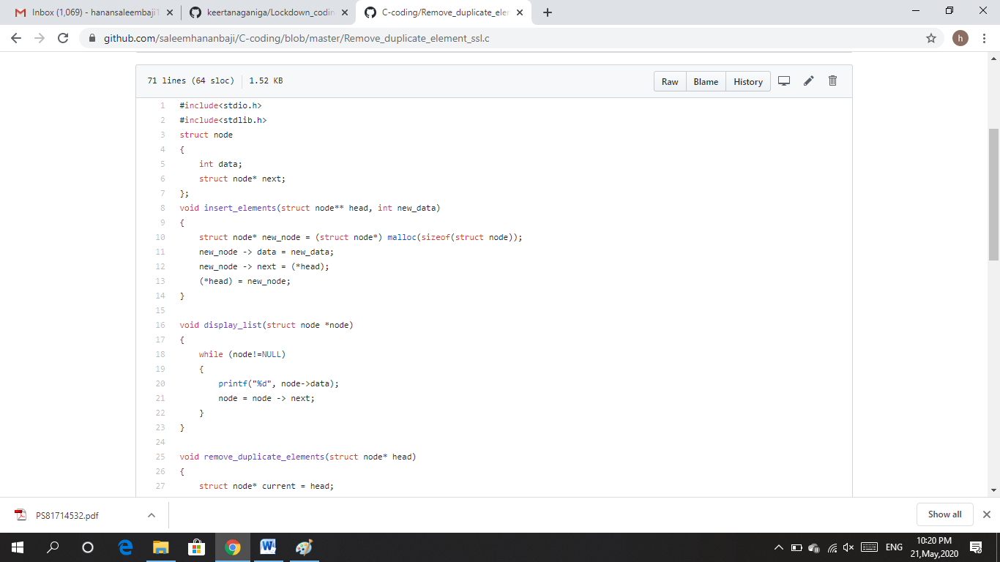 Inbox (1,069) - hanansaleembaji1
keertanaganiga/Lockdown_codin
C-coding/Remove_duplicate_eler
github.com/saleemhananbaji/C-coding/blob/master/Remove_duplicate_element_ssl.c
h
71 lines (64 sloc) 1.52 KB
Raw Blame History
1 #include<stdio.h>
2 #include<stdlib.h>
3 struct node
4 {
5 int data;
6 struct node* next;
7 };
8 void insert_elements(struct node** head, int new_data)
9 {
10 struct node* new_node = (struct node*) malloc(sizeof(struct node));
11 new_node -> data = new_data;
12 new_node -> next = (*head);
13 (*head) = new_node;
14 }
15
16 void display_list(struct node *node)
17 {
18 while (node!=NULL)
19 {
20 printf("%d", node->data);
21 node = node -> next;
22 }
23 }
24
25 void remove_duplicate_elements(struct node* head)
26 {
27 struct node* current = head;
PS81714532.pdf
Show all
ENG
10:20 PM
21,May,2020